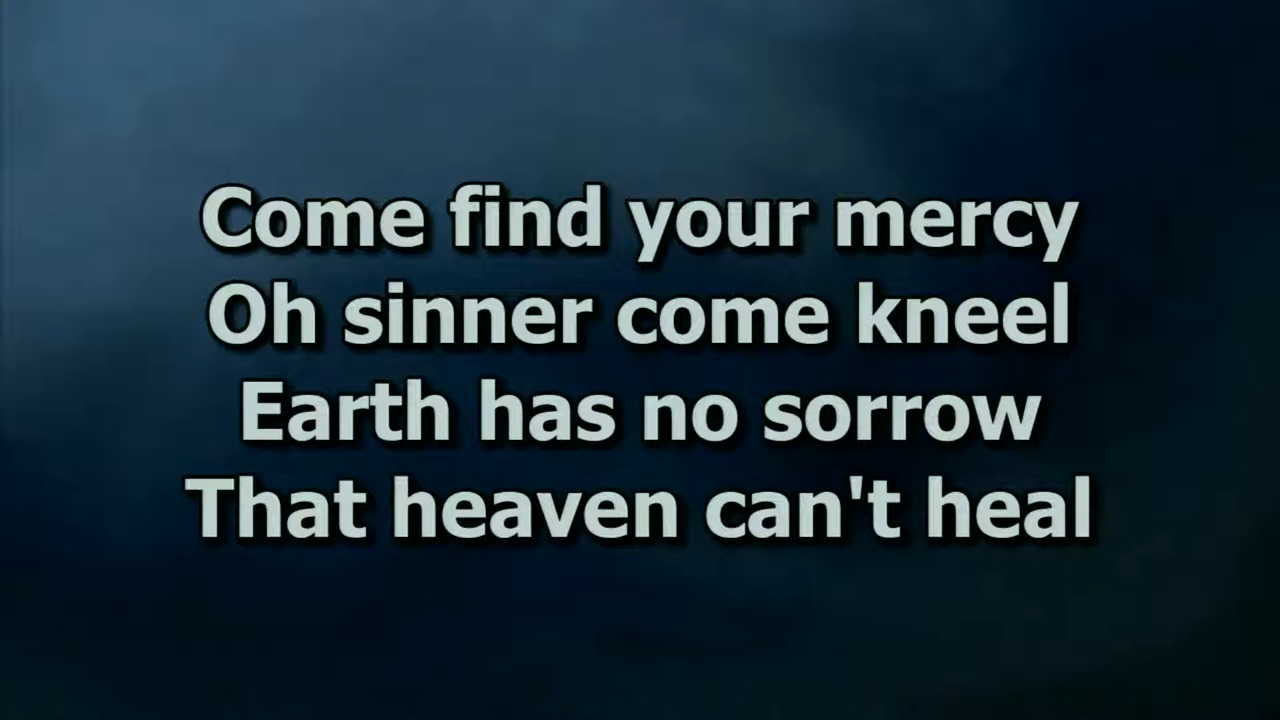 Come find your mercy
Oh sinner come kneel
Earth has no sorrow
That heaven can't heal